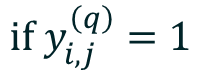 if $y_{i,j}^{(q)} = 1$